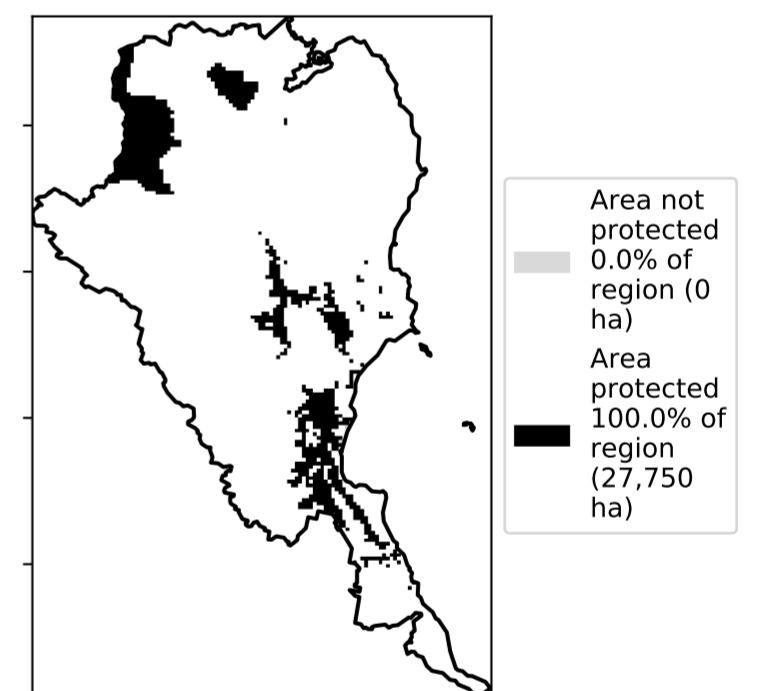 Area not
protected
0.0% of
region (0
ha)
Area
protected
100.0% of
region
(27,750
ha)